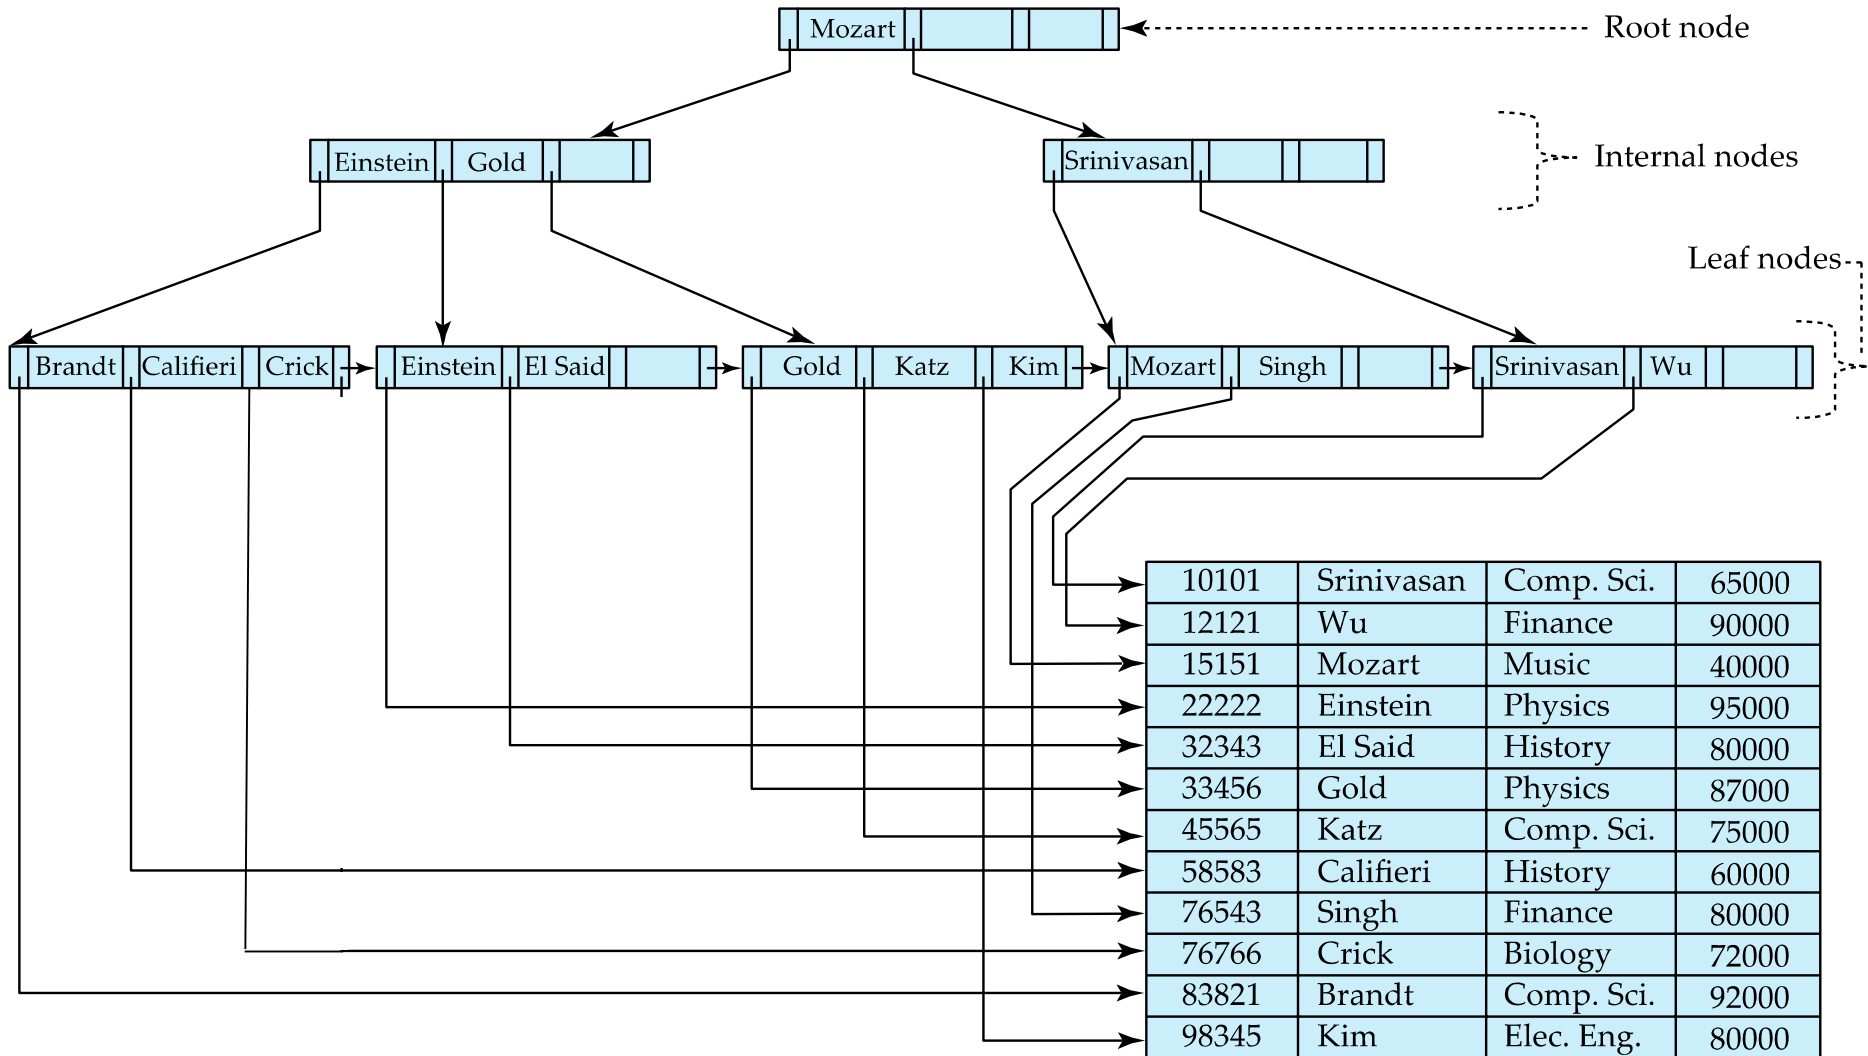 Mozart
Root node
Einstein Gold
Srinivasan
Internal nodes
Leaf nodes
Brandt Califieri Crick
Einstein El Said
Gold Katz Kim
Mozart Singh
Srinivasan Wu
10101 Srinivasan Comp. Sci. 65000
12121 Wu Finance 90000
15151 Mozart Music 40000
22222 Einstein Physics 95000
32343 El Said History 80000
33456 Gold Physics 87000
45565 Katz Comp. Sci. 75000
58583 Califieri History 60000
76543 Singh Finance 80000
76766 Crick Biology 72000
83821 Brandt Comp. Sci. 92000
98345 Kim Elec. Eng. 80000